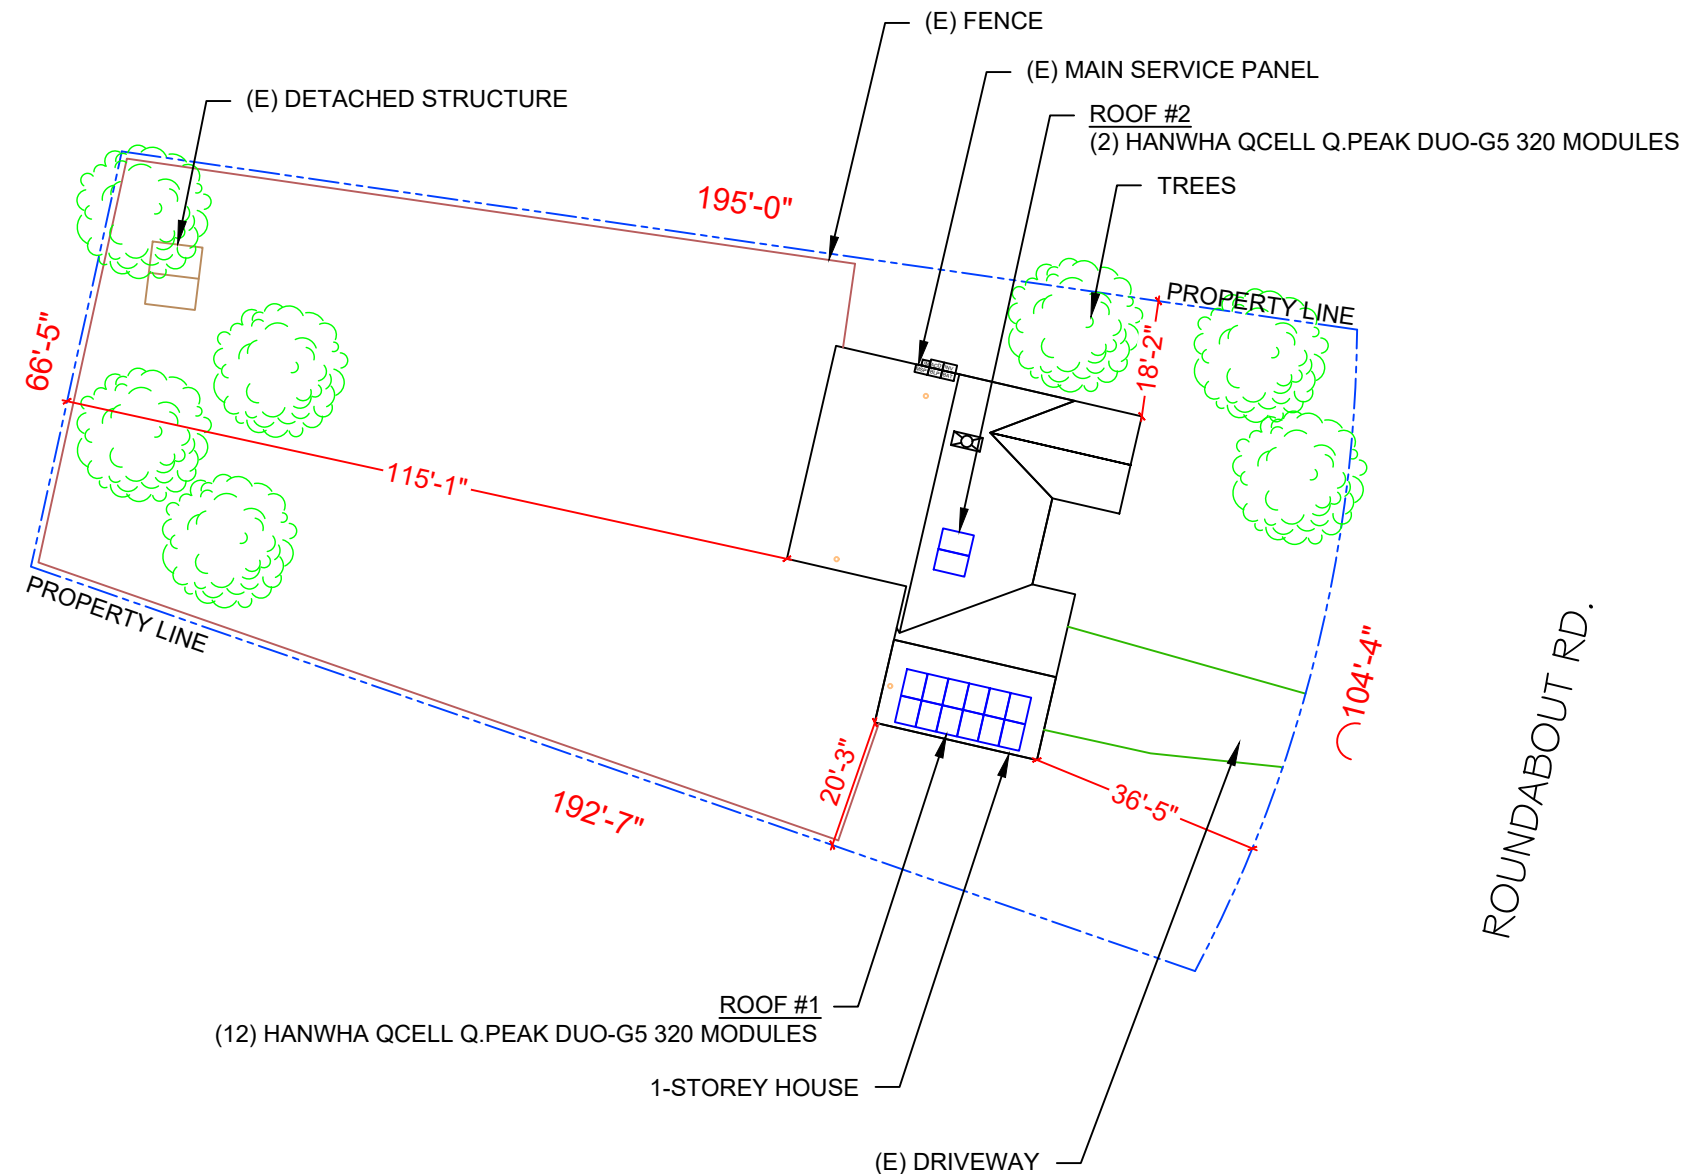 (E) FENCE
(E) MAIN SERVICE PANEL
(E) DETACHED STRUCTURE
ROOF #2
(2) HANWHA QCELL Q.PEAK DUO-G5 320 MODULES
TREES
195'-0"
PROPERTY LINE
18'-2"
66'-5"
115'-1"
PROPERTY LINE
104'-4"
ROUNDABOUT RD.
20'-3"
36'-5"
192'-7"
ROOF #1
(12) HANWHA QCELL Q.PEAK DUO-G5 320 MODULES
1-STOREY HOUSE
(E) DRIVEWAY